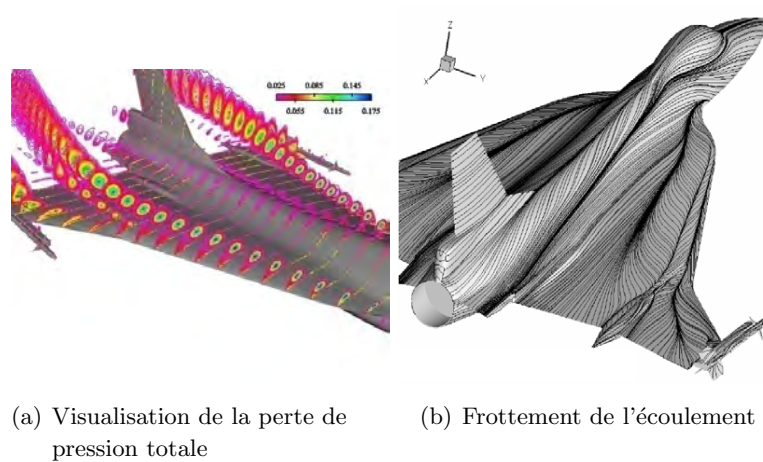 0.025 0.085 0.145
0.055 0.115 0.175
Z
X
Y
(a) Visualisation de la perte de
pression totale
(b) Frottement de l'écoulement